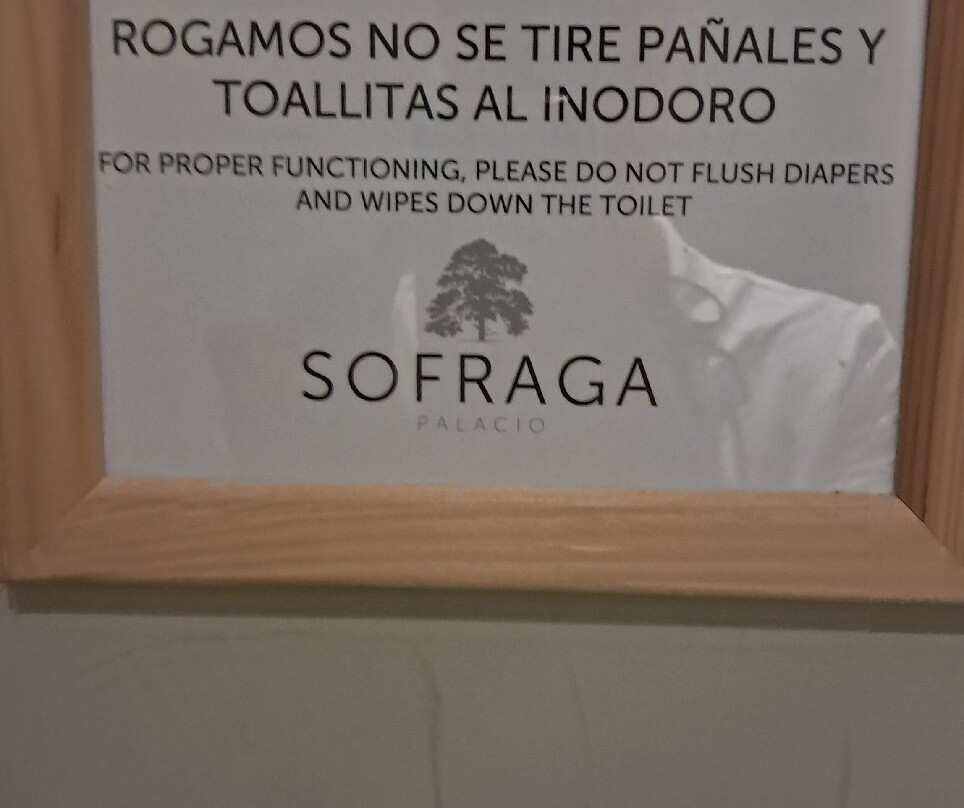 ROGAMOS NO SE TIRE PAÑALES Y
TOALLITAS AL INODORO
FOR PROPER FUNCTIONING, PLEASE DO NOT FLUSH DIAPERS
AND WIPES DOWN THE TOILET
SOFRAGA
PALACIO